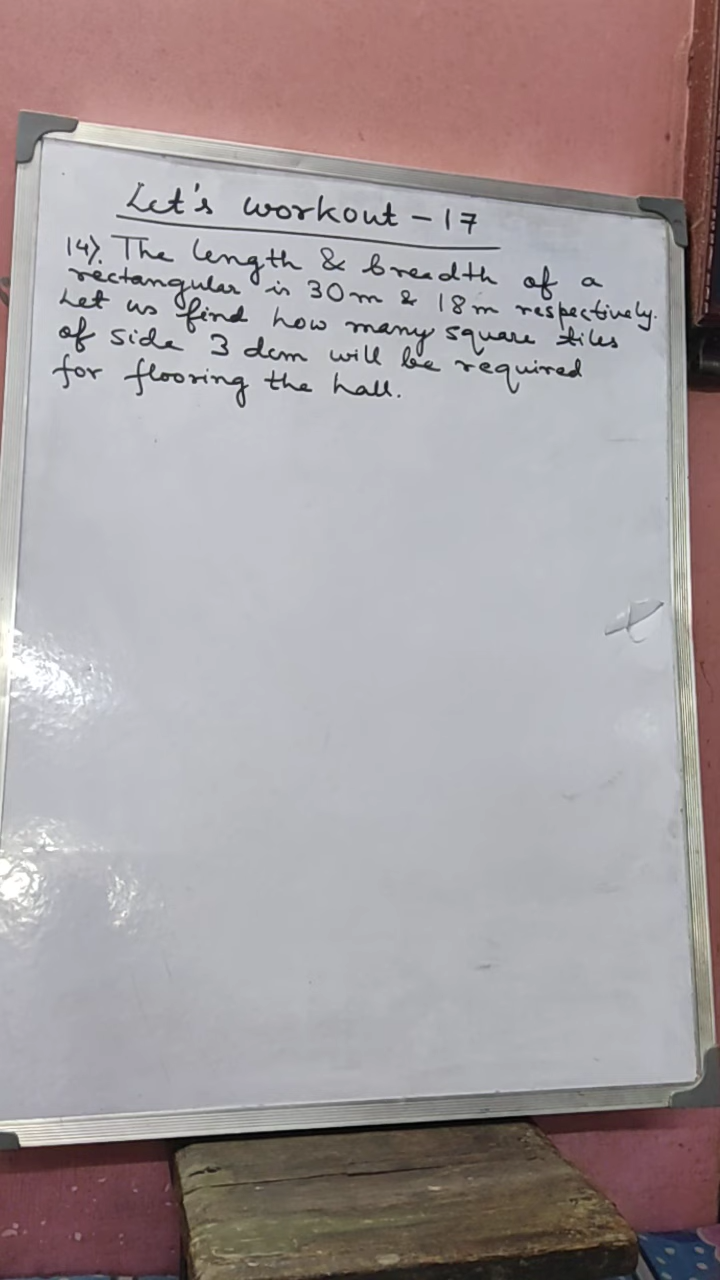 Let's workout - 17
14). The length & breadth of a
rectangular is 30m & 18m respectively.
Let us find how many square tiles
of side 3 dcm will be required
for flooring the hall.